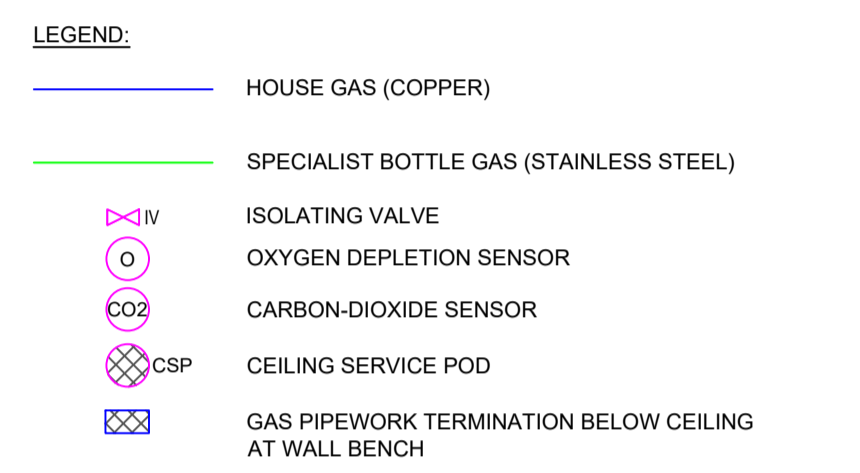 LEGEND:
HOUSE GAS (COPPER)
SPECIALIST BOTTLE GAS (STAINLESS STEEL)
IV ISOLATING VALVE
O OXYGEN DEPLETION SENSOR
CO2 CARBON-DIOXIDE SENSOR
CSP CEILING SERVICE POD
GAS PIPEWORK TERMINATION BELOW CEILING
AT WALL BENCH